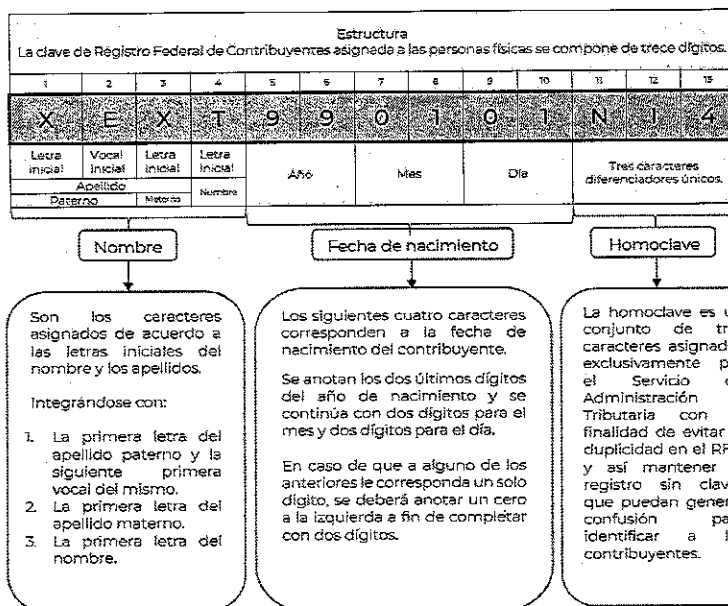 Estructura
La clave de Registro Federal de Contribuyentes asignada a las personas físicas se compone de trece dígitos.
1 2 3 4 5 6 7 8 9 10 11 12 13
X E X T 9 9 0 1 0 1 N I 4
Letra inicial Vocal inicial Letra inicial Letra inicial Año Mes Día Tres caracteres diferenciadores únicos.
Apellido
Paterno Materno Nombre
Nombre
Fecha de nacimiento
Homoclave
Son los caracteres
asignados de acuerdo a
las letras iniciales del
nombre y los apellidos.
Integrándose con:
1. La primera letra del
apellido paterno y la
siguiente primera
vocal del mismo.
2. La primera letra del
apellido materno.
3. La primera letra del
nombre.
Los siguientes cuatro caracteres
corresponden a la fecha de
nacimiento del contribuyente.
Se anotan los dos últimos dígitos
del año de nacimiento y se
continúa con dos dígitos para el
mes y dos dígitos para el día.
En caso de que a alguno de los
anteriores le corresponda un solo
dígito, se deberá anotar un cero
a la izquierda a fin de completar
con dos dígitos.
La homoclave es
conjunto de
caracteres
exclusivamente
el Servicio
Administración
Tributaria con
finalidad de evitar
duplicidad en el
y así mantener
registro sin
que puedan
confusión
identificar a
contribuyentes.